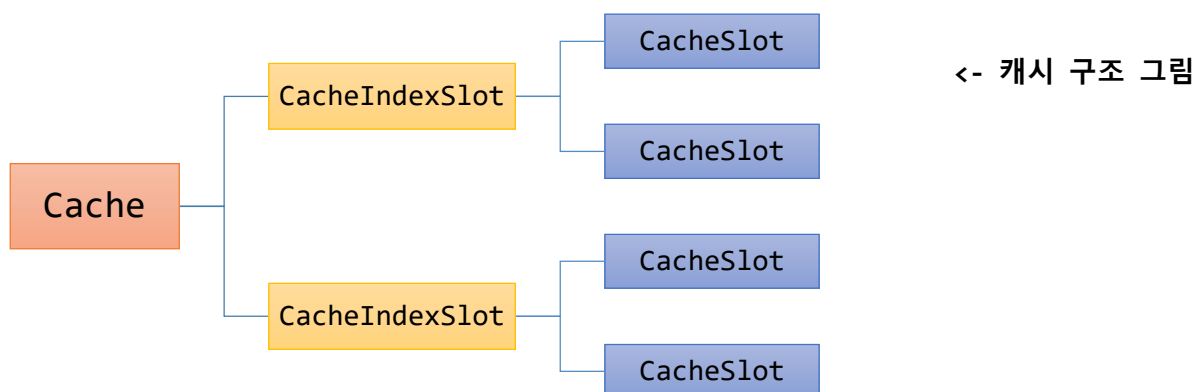 CacheSlot
<- 캐시 구조 그림
CacheIndexSlot
CacheSlot
Cache
CacheSlot
CacheIndexSlot
CacheSlot